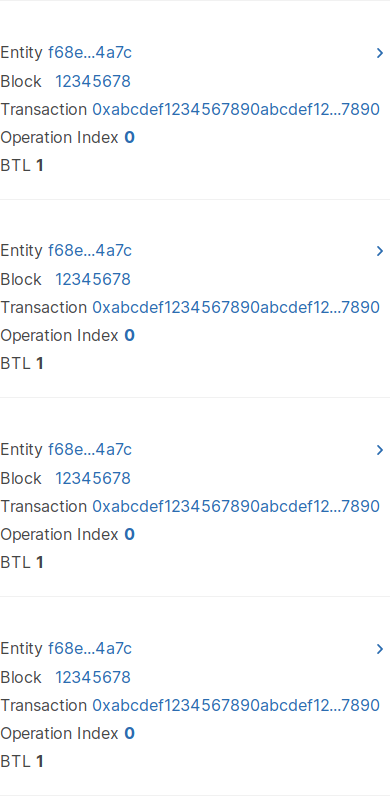 Entity f68e...4a7c
Block 12345678
Transaction 0xabcdef1234567890abcdef12...7890
Operation Index 0
BTL 1
Entity f68e...4a7c
Block 12345678
Transaction 0xabcdef1234567890abcdef12...7890
Operation Index 0
BTL 1
Entity f68e...4a7c
Block 12345678
Transaction 0xabcdef1234567890abcdef12...7890
Operation Index 0
BTL 1
Entity f68e...4a7c
Block 12345678
Transaction 0xabcdef1234567890abcdef12...7890
Operation Index 0
BTL 1